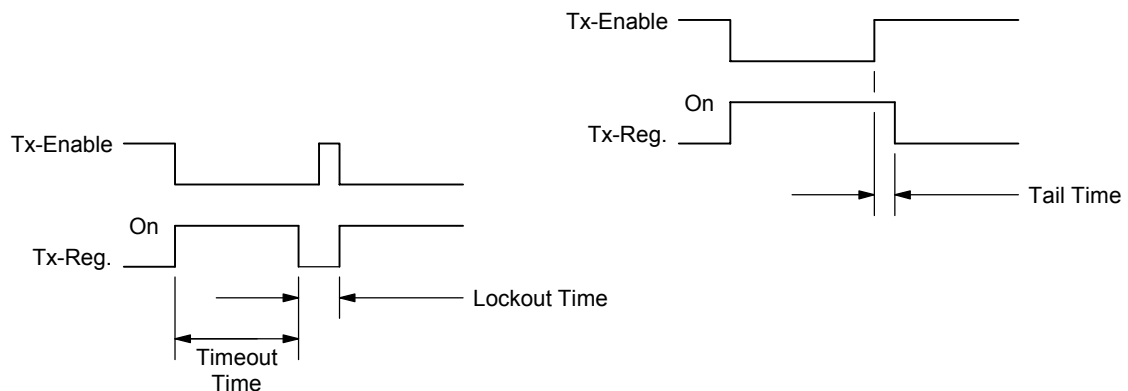 Tx-Enable
On
Tx-Reg.
Lockout Time
Timeout
Time
Tx-Enable
On
Tx-Reg.
Tail Time